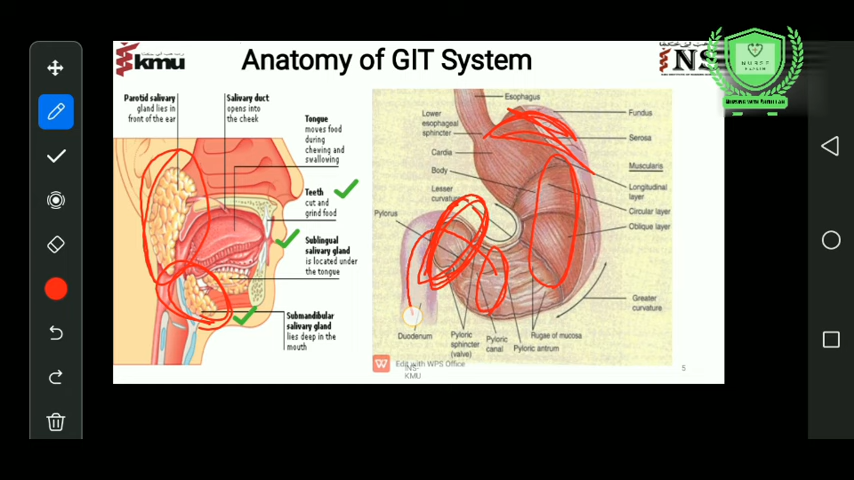 kmu
Anatomy of GIT System
INS
NURSE
Parotid salivary
gland lies in
front of the ear
Salivary duct
opens into
the cheek
Tongue
moves food
during
chewing and
swallowing
Teeth
cut and
grind food
Sublingual
salivary gland
is located under
the tongue
Submandibular
salivary gland
lies deep in the
mouth
Esophagus
Lower
esophageal
sphincter
Cardia
Body
Lesser
curvature
Pylorus
Duodenum
Pyloric
sphincter
(valve)
Pyloric
canal
Pyloric antrum
Rugae of mucosa
Fundus
Serosa
Muscularis
Longitudinal
layer
Circular layer
Oblique layer
Greater
curvature
Edit with WPS Office
INS-
KMU
5